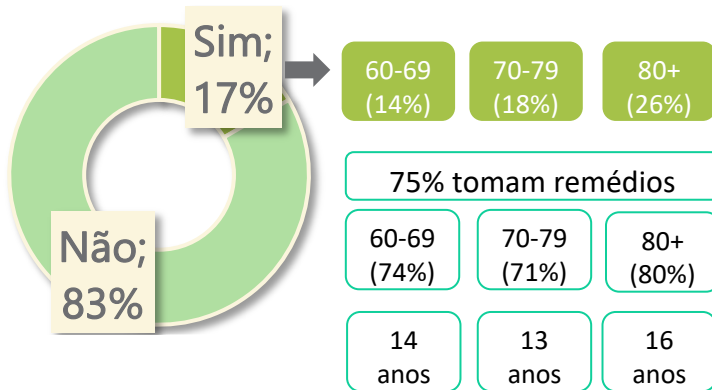 Sim;
17%
60-69
(14%)
70-79
(18%)
80+
(26%)
75% tomam remédios
60-69
(74%)
70-79
(71%)
80+
(80%)
Não;
83%
14
anos
13
anos
16
anos